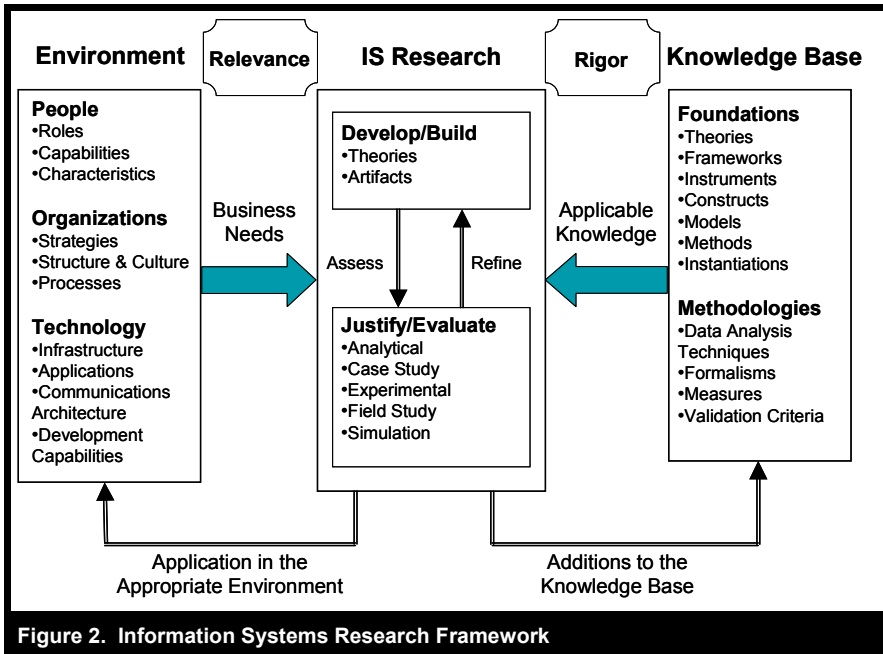 Environment
Relevance
IS Research
Rigor
Knowledge Base
People
•Roles
•Capabilities
•Characteristics
Organizations
•Strategies
•Structure & Culture
•Processes
Technology
•Infrastructure
•Applications
•Communications
Architecture
•Development
Capabilities
Business
Needs
Develop/Build
•Theories
•Artifacts
Assess
Refine
Justify/Evaluate
•Analytical
•Case Study
•Experimental
•Field Study
•Simulation
Applicable
Knowledge
Foundations
•Theories
•Frameworks
•Instruments
•Constructs
•Models
•Methods
•Instantiations
Methodologies
•Data Analysis
Techniques
•Formalisms
•Measures
•Validation Criteria
Application in the
Appropriate Environment
Additions to the
Knowledge Base
Figure 2. Information Systems Research Framework